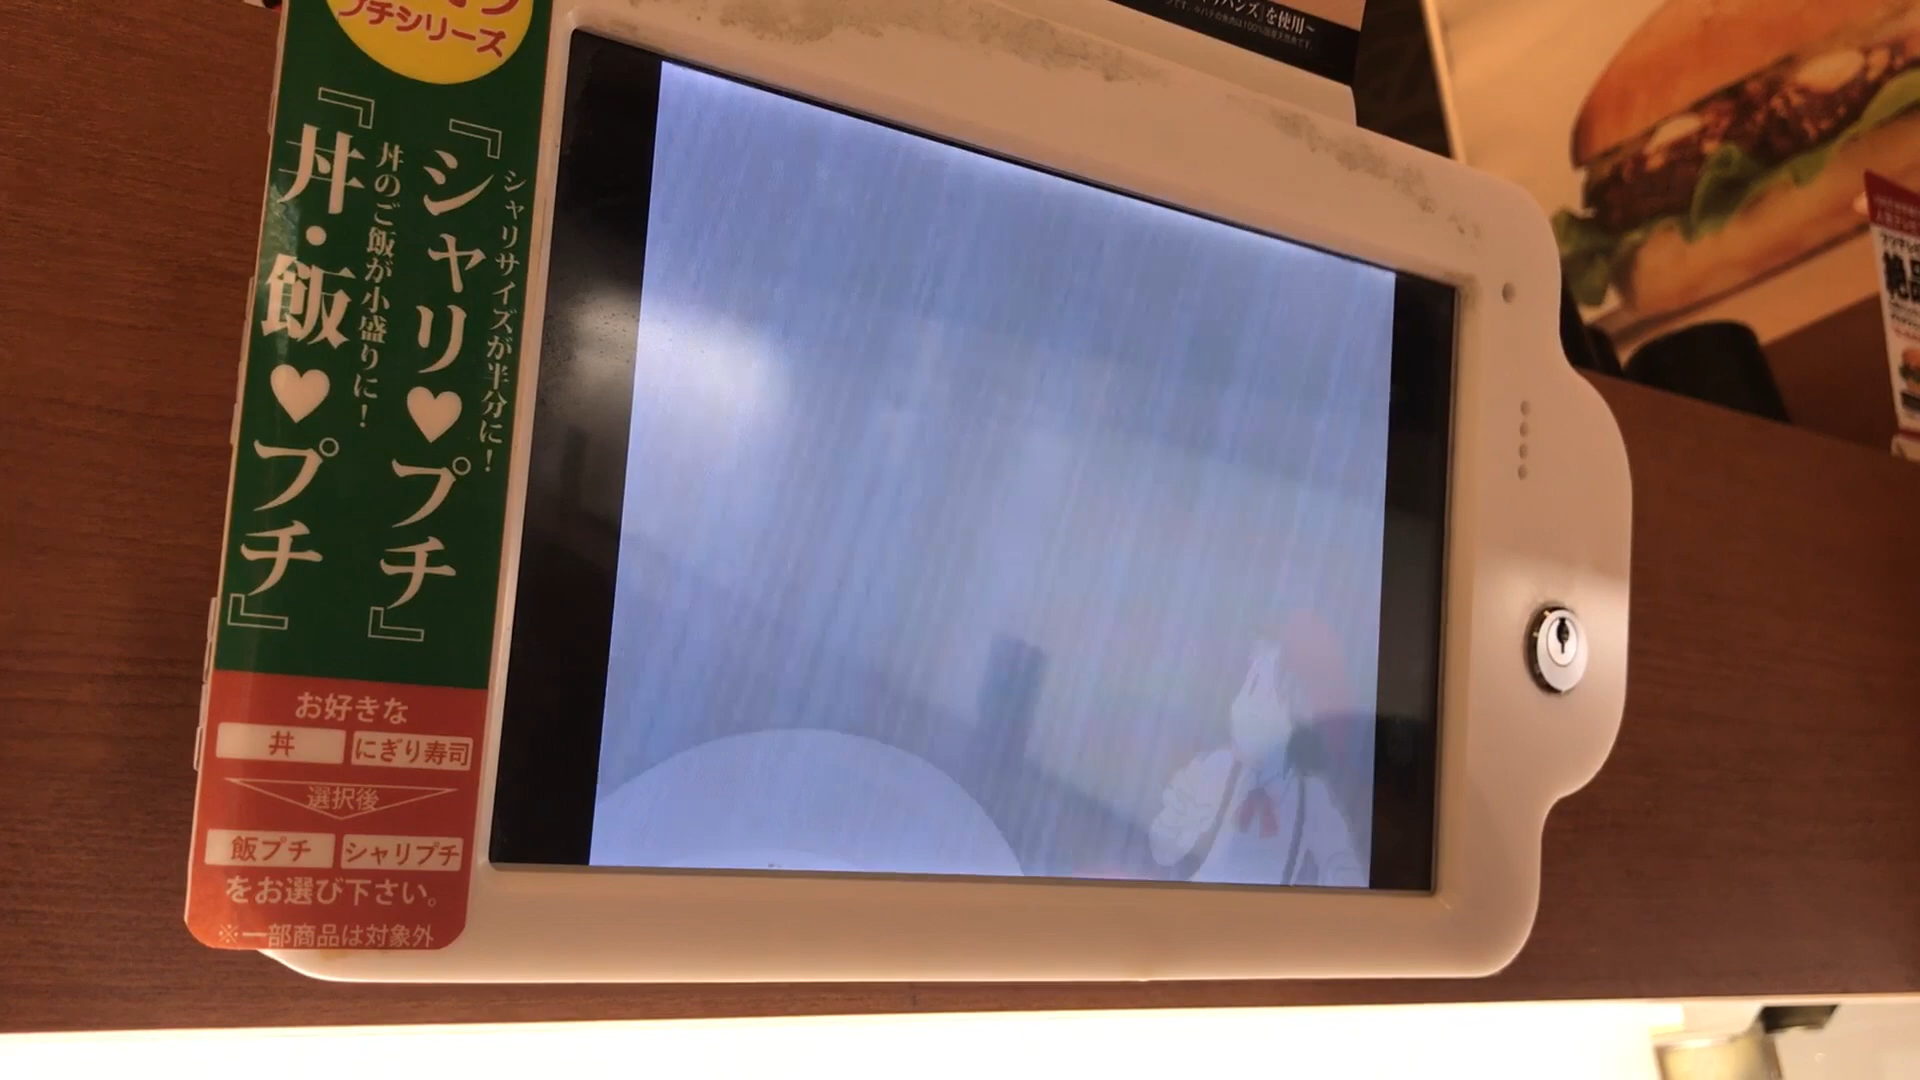 プチシリーズ
シャリサイズが半分に！
『シャリ♥プチ』
丼のご飯が小盛りに！
『丼・飯♥プチ』
お好きな
丼 にぎり寿司
選択後
飯プチ シャリプチ
をお選び下さい。
※一部商品は対象外
を使用～